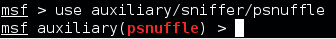 msf > use auxiliary/sniffer/psnuffle
msf auxiliary(psnuffle) >